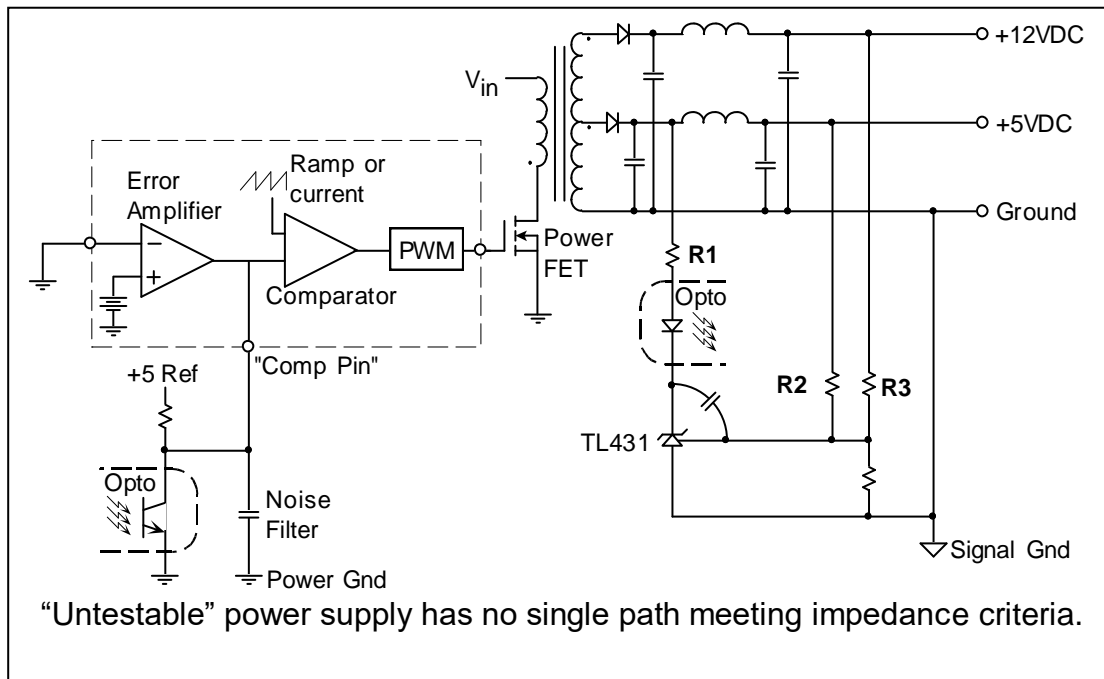 +12VDC
V_in
+5VDC
Ramp or
current
Error
Amplifier
−
+
PWM
Power
FET
Comparator
Ground
R1
Opto
"Comp Pin"
+5 Ref
R2
R3
TL431
Opto
Noise
Filter
Power Gnd
Signal Gnd
“Untestable” power supply has no single path meeting impedance criteria.